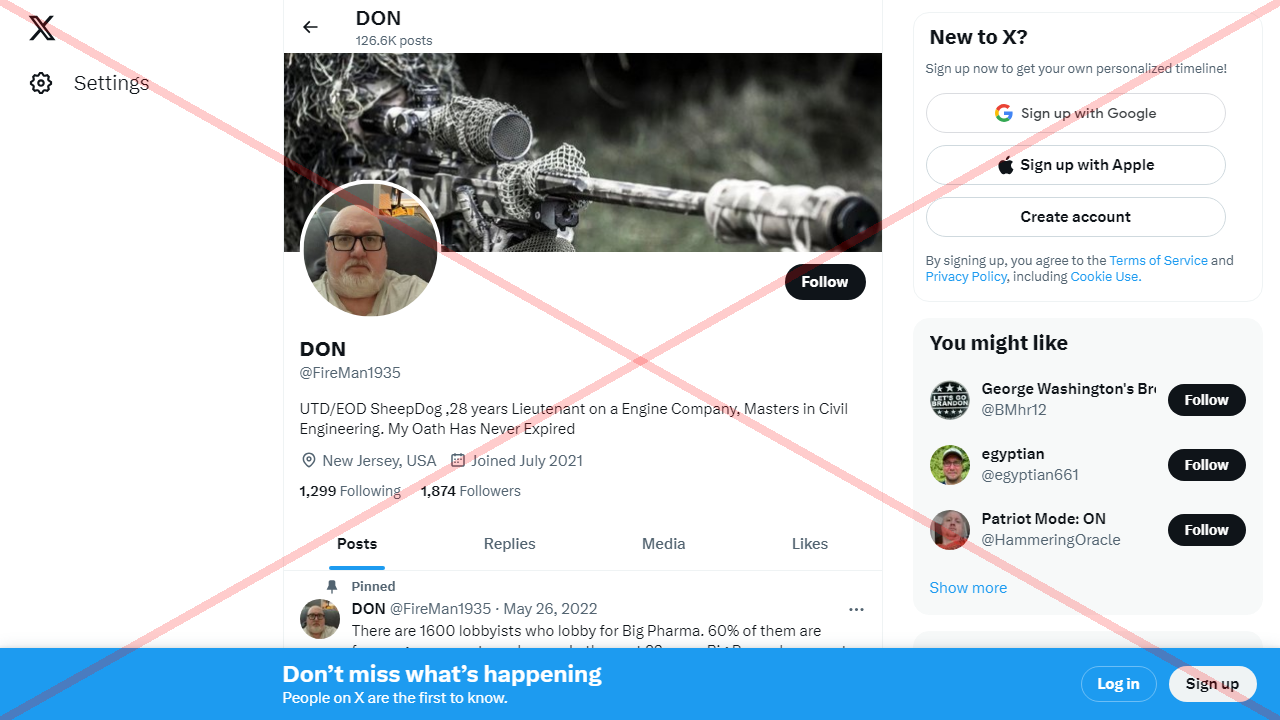 DON
126.6K posts
Settings
Follow
DON
@FireMan1935
UTD/EOD SheepDog ,28 years Lieutenant on a Engine Company, Masters in Civil
Engineering. My Oath Has Never Expired
New Jersey, USA Joined July 2021
1,299 Following 1,874 Followers
Posts Replies Media Likes
Pinned
DON @FireMan1935 · May 26, 2022
There are 1600 lobbyists who lobby for Big Pharma. 60% of them are
New to X?
Sign up now to get your own personalized timeline!
Sign up with Google
Sign up with Apple
Create account
By signing up, you agree to the Terms of Service and
Privacy Policy, including Cookie Use.
You might like
George Washington's Br
@BMhr12
Follow
LET'S GO
BRANDON
egyptian
@egyptian661
Follow
Patriot Mode: ON
@HammeringOracle
Follow
Show more
Don’t miss what’s happening
People on X are the first to know.
Log in
Sign up